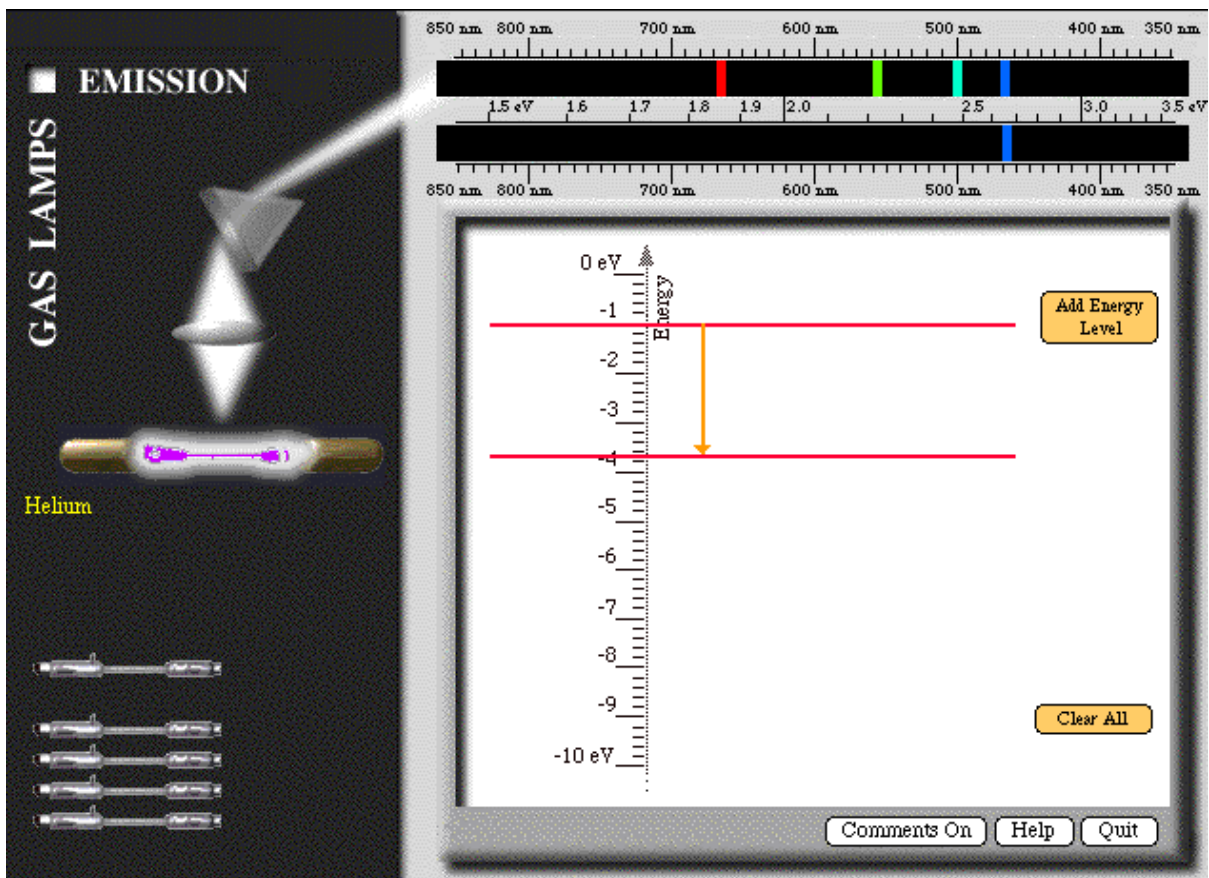 EMISSION
GAS LAMPS
Helium
850 nm 800 nm 700 nm 600 nm 500 nm 400 nm 350 nm
1.5 eV 1.6 1.7 1.8 1.9 2.0 2.5 3.0 3.5 eV
850 nm 800 nm 700 nm 600 nm 500 nm 400 nm 350 nm
0 eV
-1
-2
-3
-4
-5
-6
-7
-8
-9
-10 eV
Energy
Add Energy
Level
Clear All
Comments On Help Quit